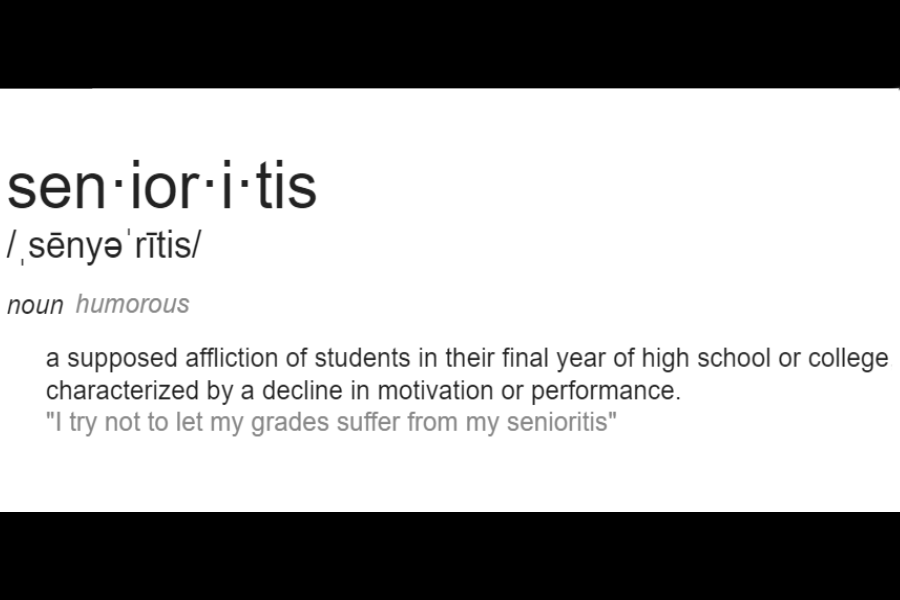 sen·ior·i·tis
/ˌsēnyəˈrītis/
noun humorous
a supposed affliction of students in their final year of high school or college
characterized by a decline in motivation or performance.
"I try not to let my grades suffer from my senioritis"